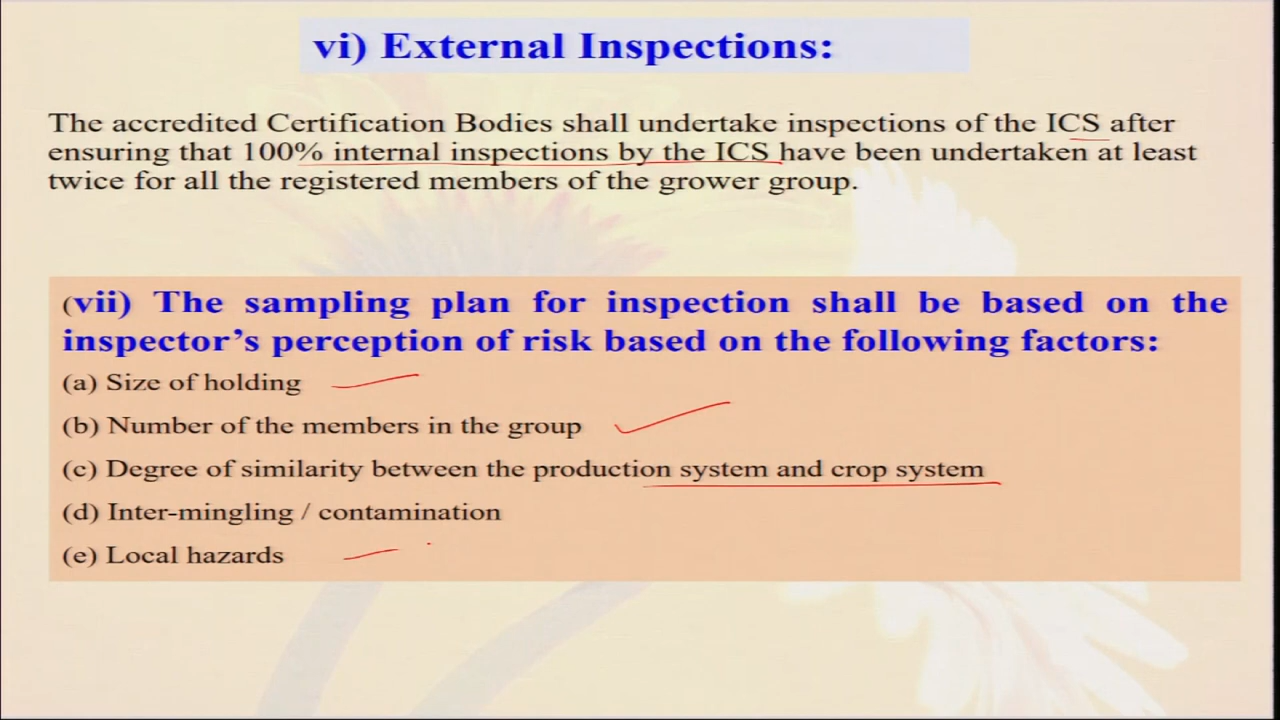 vi) External Inspections:
The accredited Certification Bodies shall undertake inspections of the ICS after
ensuring that 100% internal inspections by the ICS have been undertaken at least
twice for all the registered members of the grower group.
(vii) The sampling plan for inspection shall be based on the
inspector’s perception of risk based on the following factors:
(a) Size of holding
(b) Number of the members in the group
(c) Degree of similarity between the production system and crop system
(d) Inter-mingling / contamination
(e) Local hazards